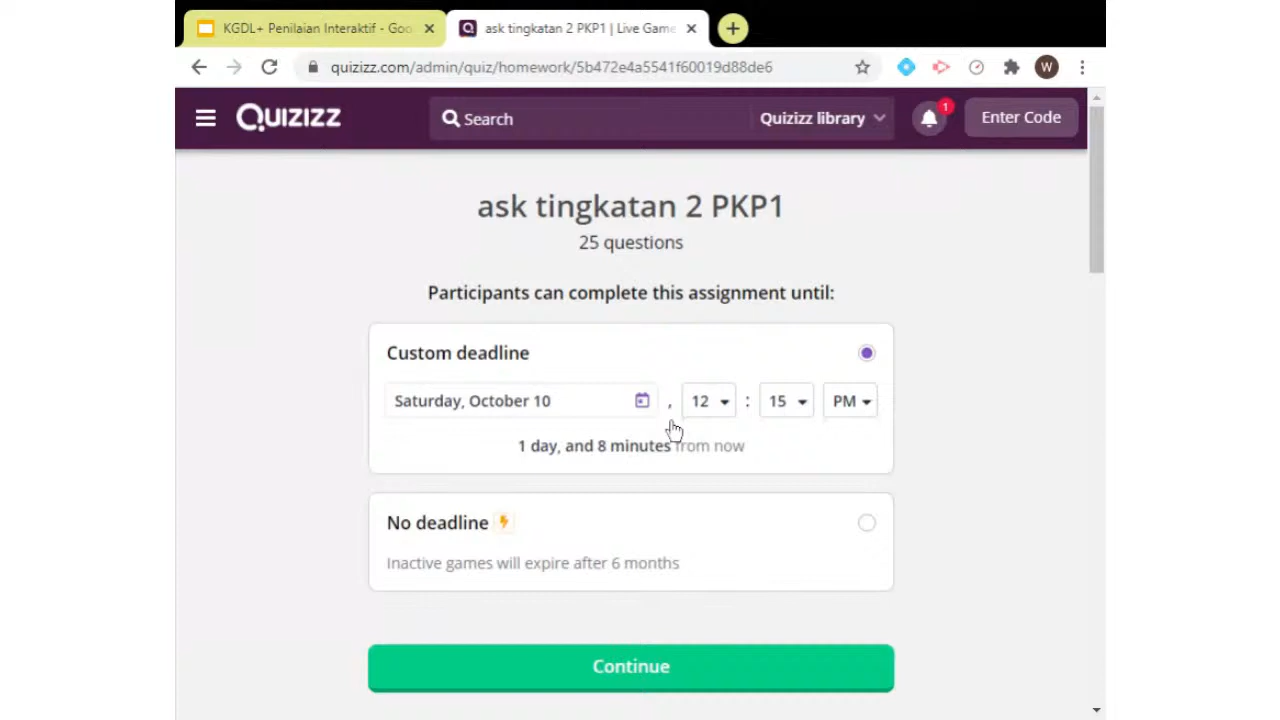 KGDL+ Penilaian Interaktif - Goo
ask tingkatan 2 PKP1 | Live Game
quizizz.com/admin/quiz/homework/5b472e4a5541f60019d88de6
W
QUIZIZZ
Search
Quizizz library
1
Enter Code
ask tingkatan 2 PKP1
25 questions
Participants can complete this assignment until:
Custom deadline
Saturday, October 10 , 12 : 15 PM
1 day, and 8 minutes from now
No deadline
Inactive games will expire after 6 months
Continue